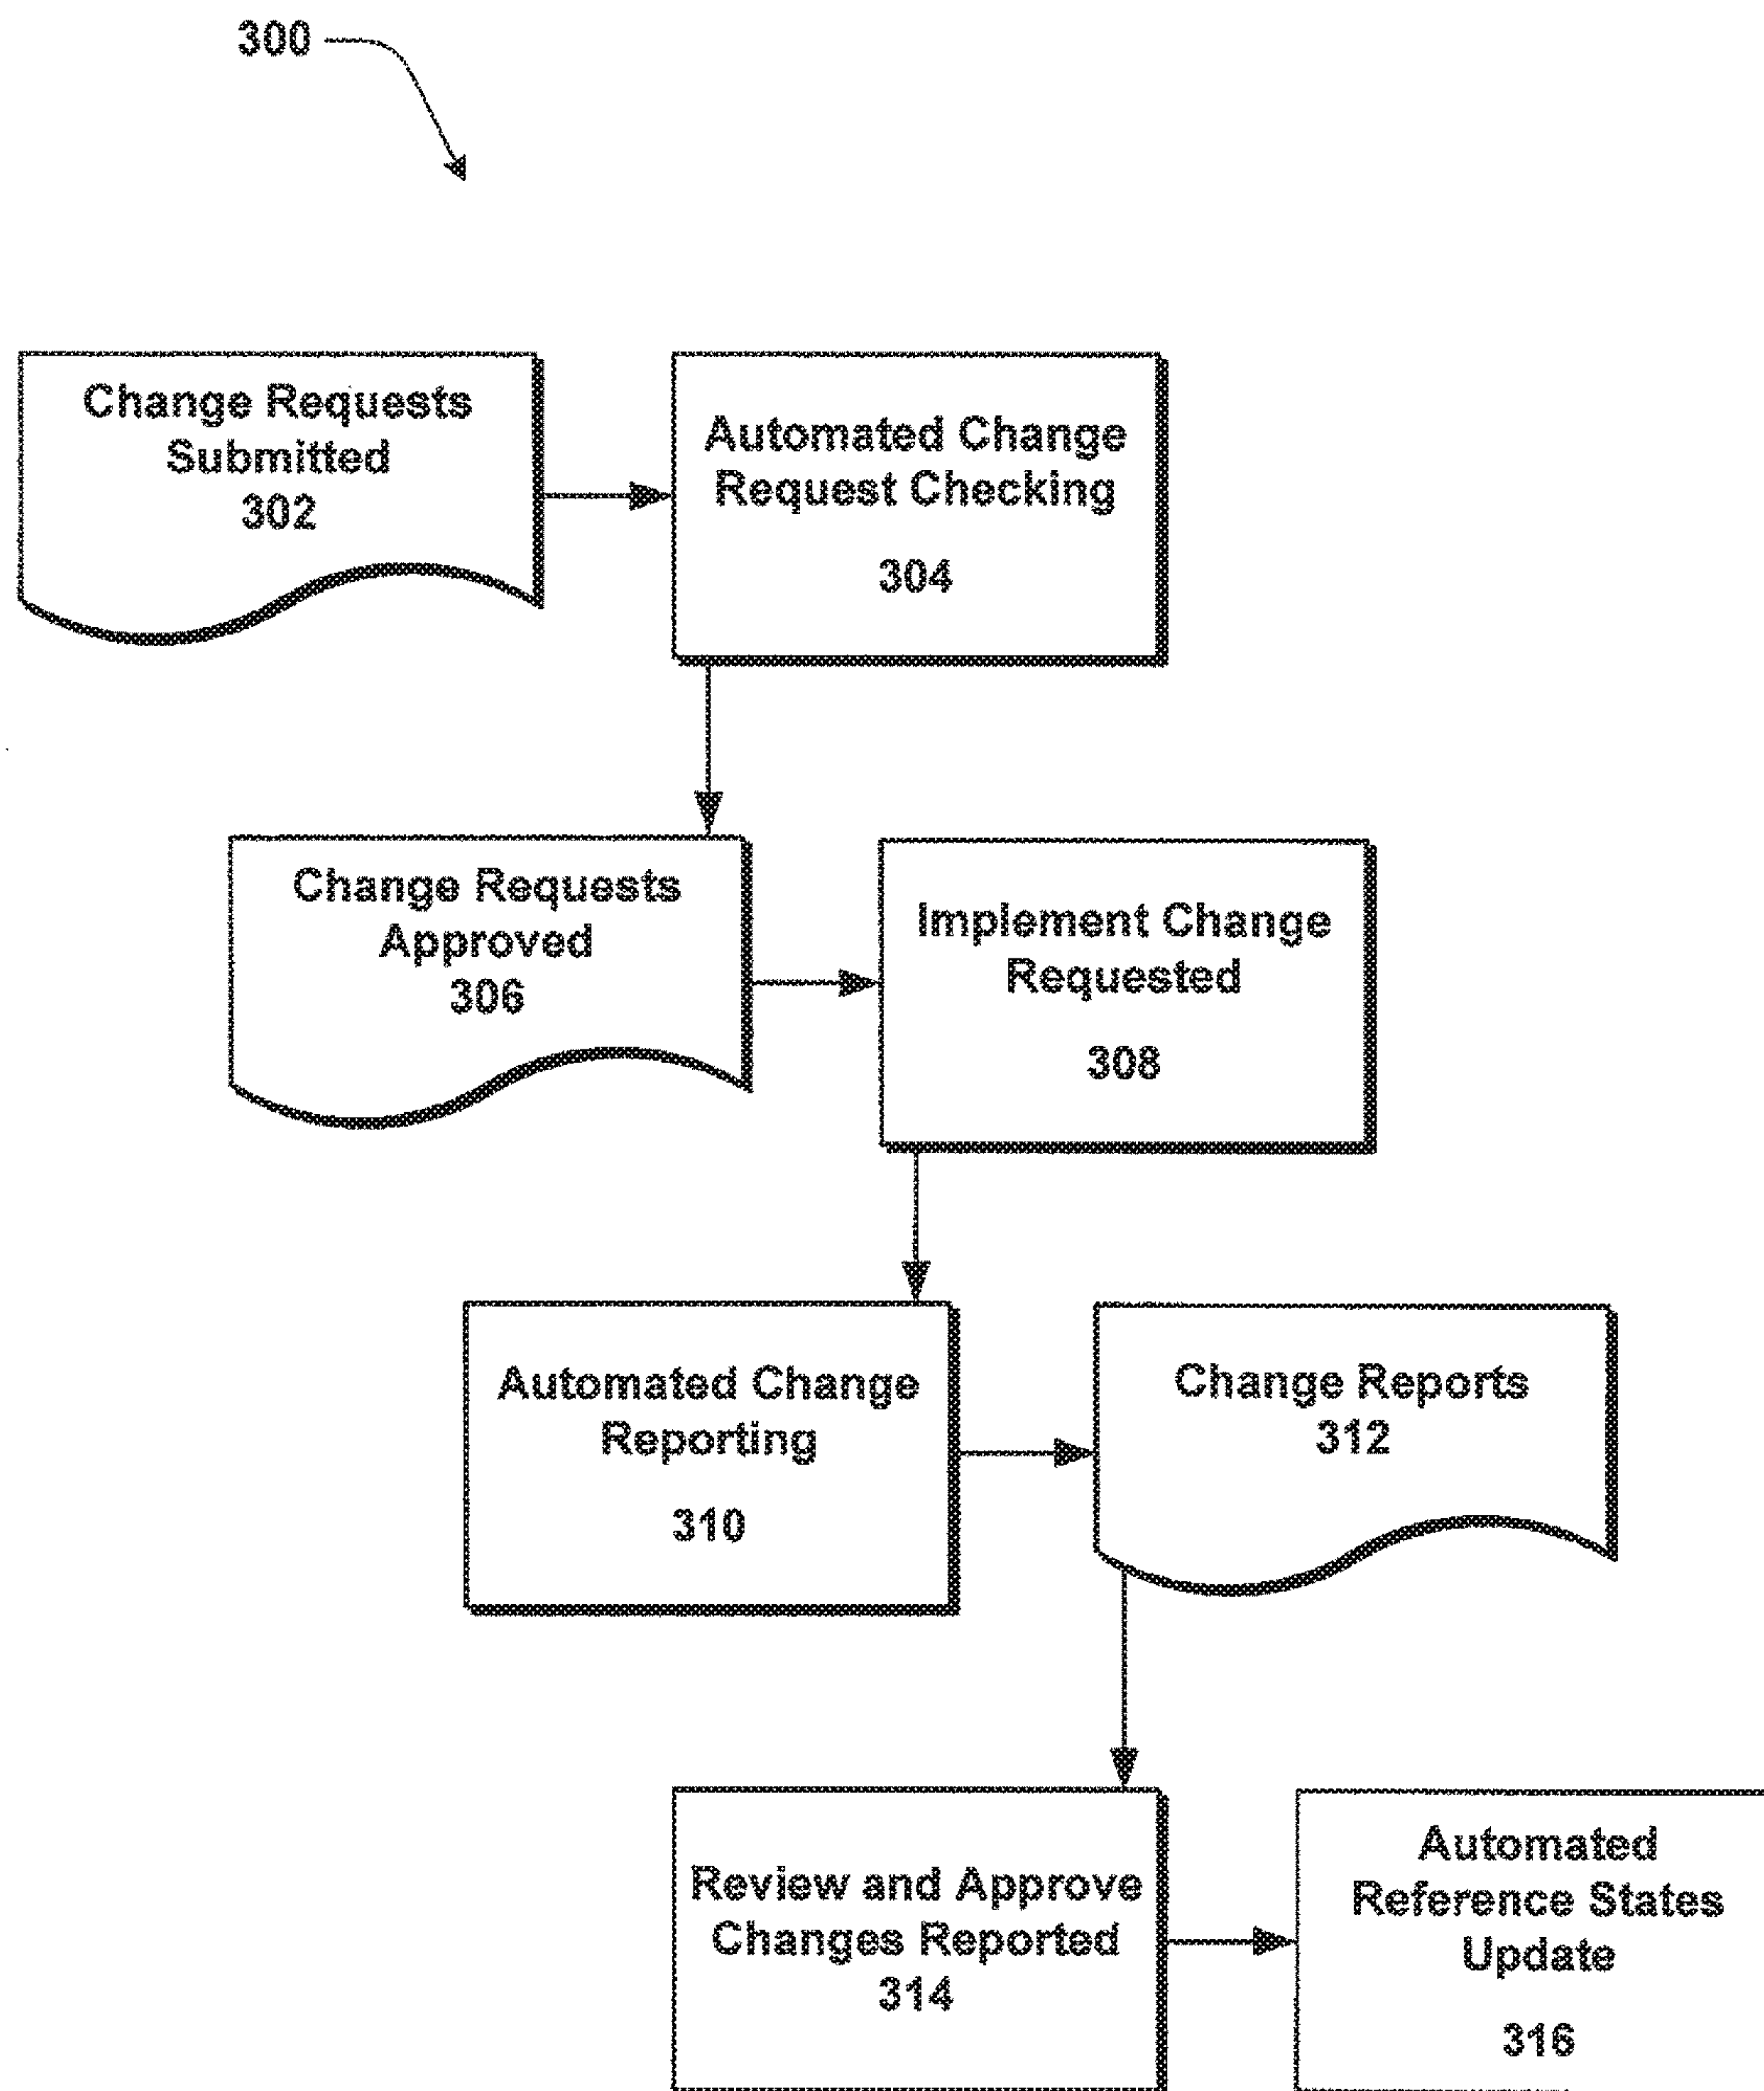 300
Change Requests
Submitted
302
Automated Change
Request Checking
304
Change Requests
Approved
306
Implement Change
Requested
308
Automated Change
Reporting
310
Change Reports
312
Review and Approve
Changes Reported
314
Automated
Reference States
Update
316